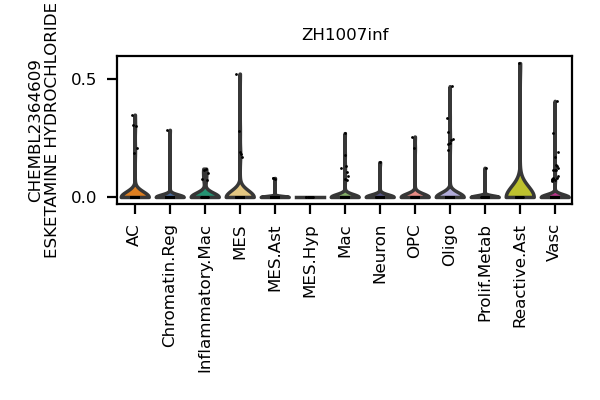 ZH1007inf
CHEMBL2364609
ESKETAMINE HYDROCHLORIDE
0.5
0.0
AC
Chromatin.Reg
Inflammatory.Mac
MES
MES.Ast
MES.Hyp
Mac
Neuron
OPC
Oligo
Prolif.Metab
Reactive.Ast
Vasc